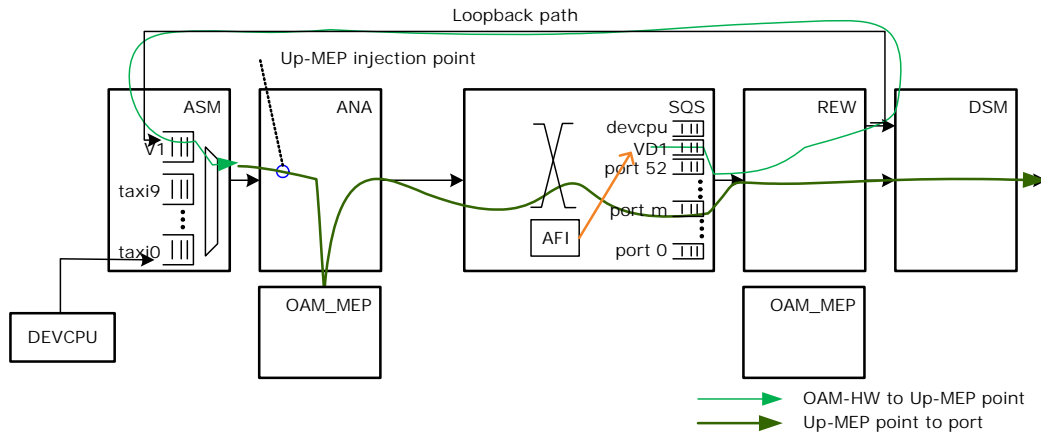 Loopback path
Up-MEP injection point
ASM
ANA
SQS
REW
DSM
devcpu
V1
VD1
port 52
taxi9
port m
AFI
taxi0
port 0
OAM_MEP
OAM_MEP
DEVCPU
OAM-HW to Up-MEP point
Up-MEP point to port